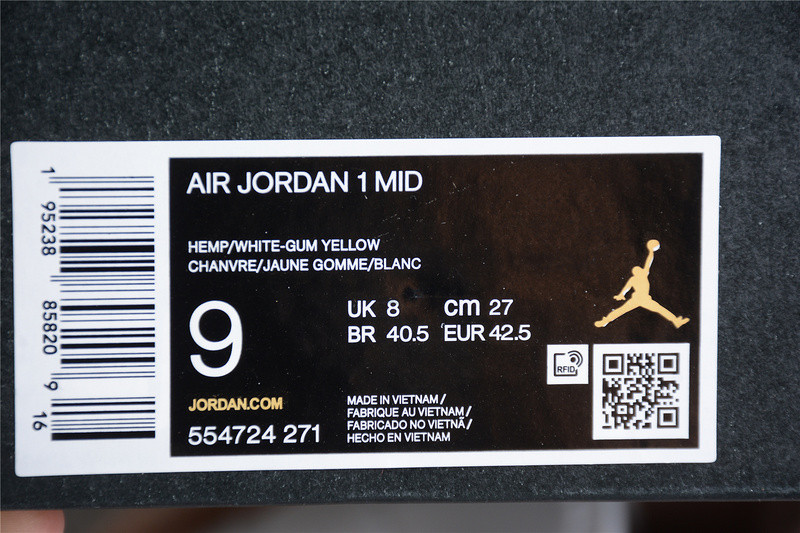 AIR JORDAN 1 MID
HEMP/WHITE-GUM YELLOW
CHANVRE/JAUNE GOMME/BLANC
9
UK 8 cm 27
BR 40.5 EUR 42.5
RFID
JORDAN.COM
554724 271
MADE IN VIETNAM /
FABRIQUE AU VIETNAM /
FABRICADO NO VIETNÃ /
HECHO EN VIETNAM
1 95238 85820 9 16